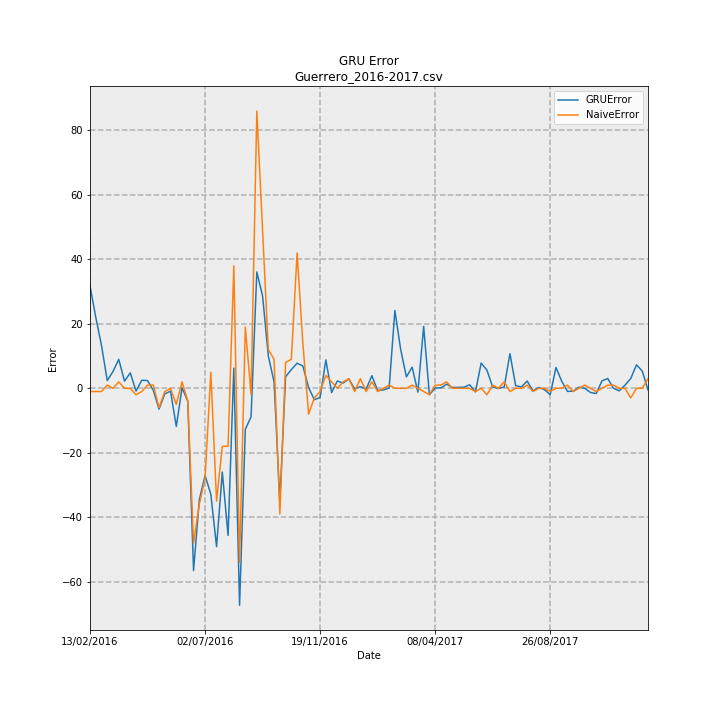 GRU Error
Guerrero_2016-2017.csv
GRUError
NaiveError
80
60
40
20
0
−20
−40
−60
Error
13/02/2016
02/07/2016
19/11/2016
08/04/2017
26/08/2017
Date